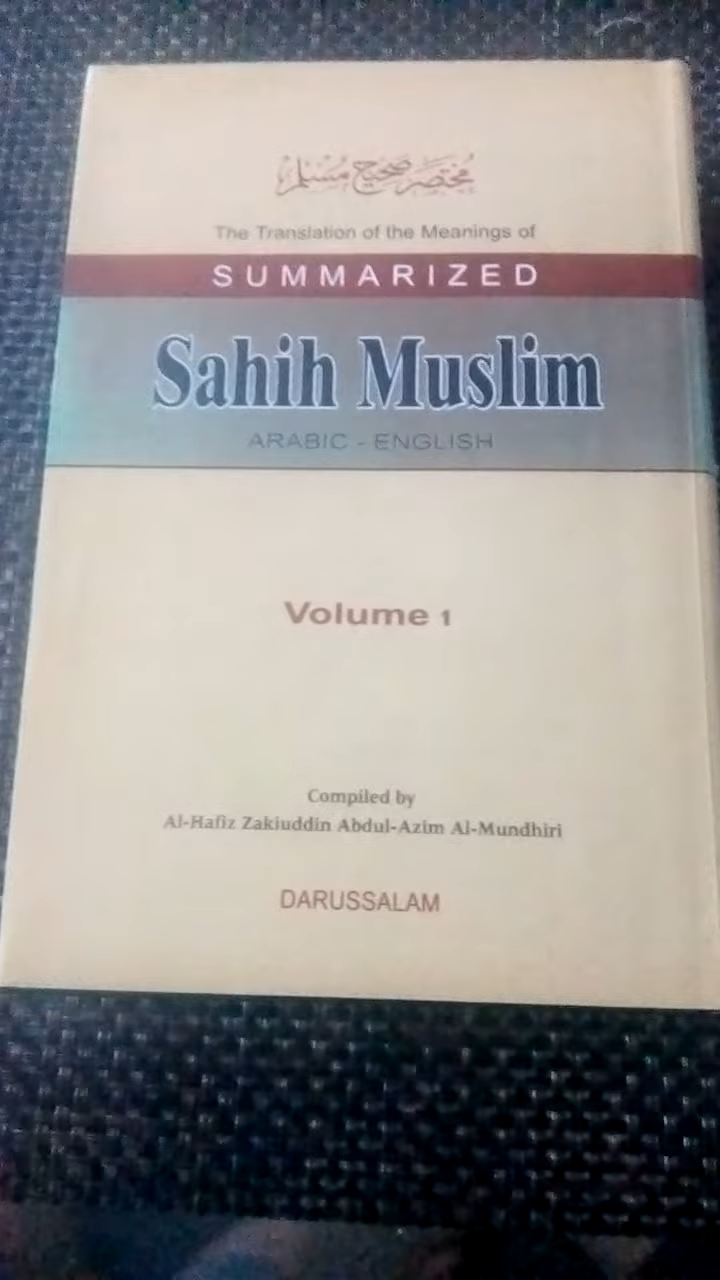 مختصر صحيح مسلم
The Translation of the Meanings of
SUMMARIZED
Sahih Muslim
ARABIC - ENGLISH
Volume 1
Compiled by
Al-Hafiz Zakiuddin Abdul-Azim Al-Mundhiri
DARUSSALAM